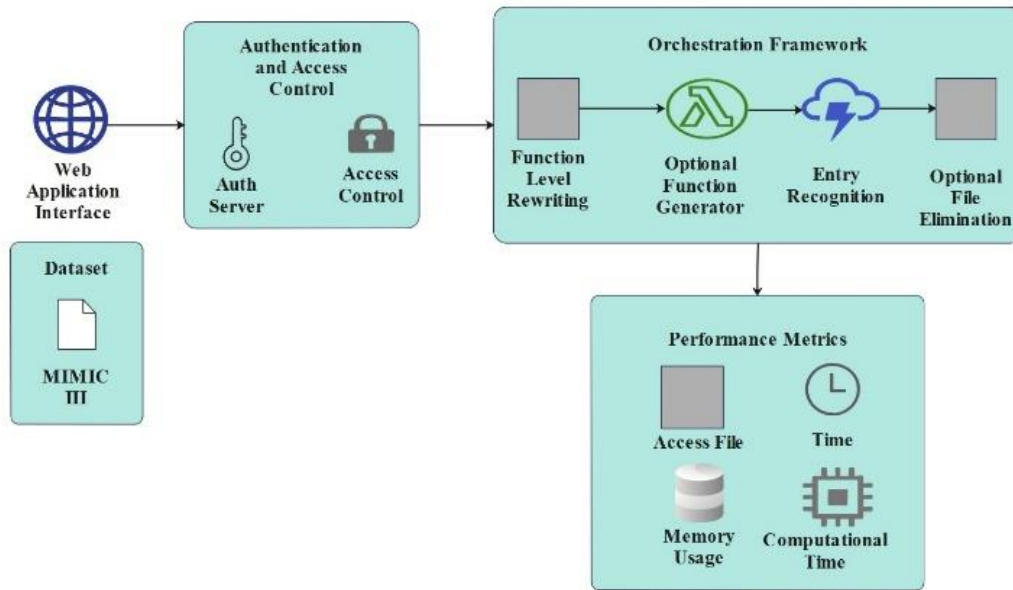 Authentication
and Access
Control
Auth
Server
Access
Control
Web
Application
Interface
Dataset
MIMIC
III
Orchestration Framework
Function
Level
Rewriting
Optional
Function
Generator
Entry
Recognition
Optional
File
Elimination
Performance Metrics
Access File
Time
Memory
Usage
Computational
Time